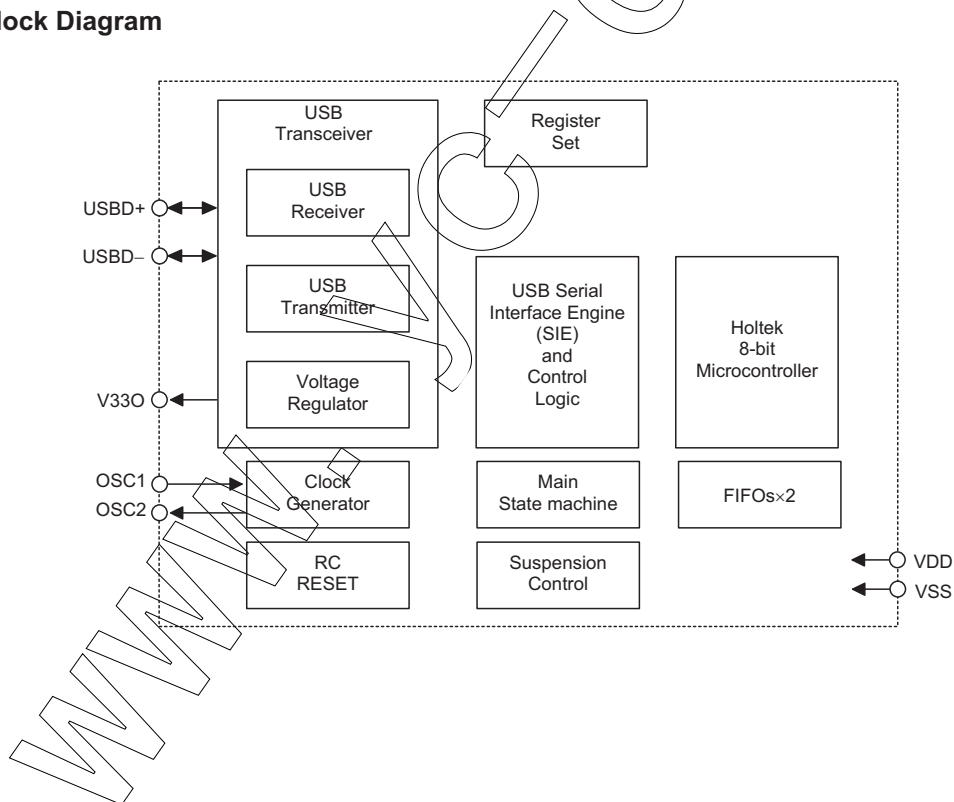 lock Diagram
USB
Transceiver
Register
Set
USB
Receiver
USBD+
USBD–
USB
Transmitter
USB Serial
Interface Engine
(SIE)
and
Control
Logic
Holtek
8-bit
Microcontroller
Voltage
Regulator
V33O
OSC1
OSC2
Clock
Generator
Main
State machine
FIFOs×2
RC
RESET
Suspension
Control
VDD
VSS
www.